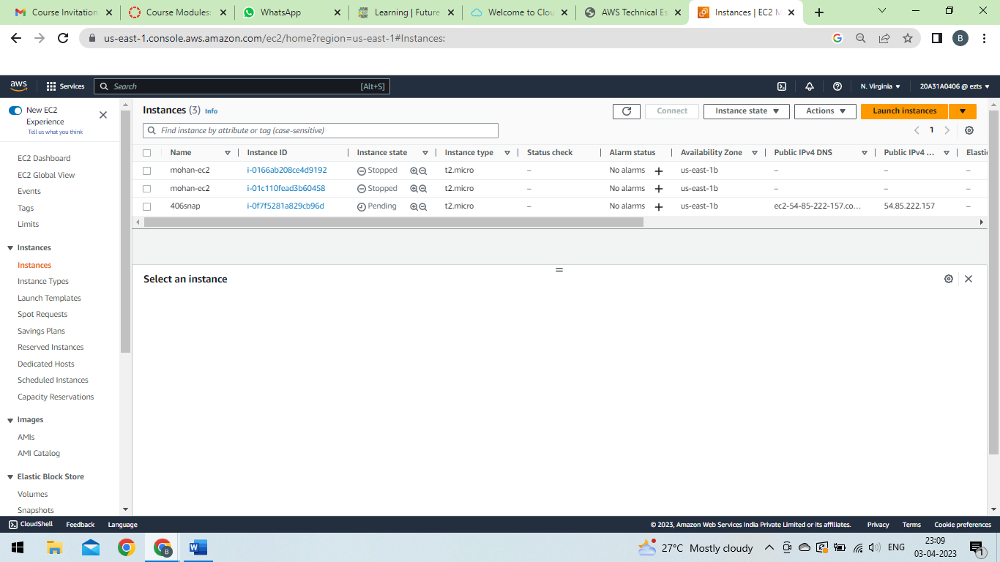 Course Invitation
Course Modules:
WhatsApp
Learning | Future
Welcome to Clou
AWS Technical Es
Instances | EC2 M
us-east-1.console.aws.amazon.com/ec2/home?region=us-east-1#Instances:
B
aws
Services
Search
[Alt+S]
N. Virginia
20A31A0406 @ ezts
New EC2
Experience
Tell us what you think
EC2 Dashboard
EC2 Global View
Events
Tags
Limits
Instances
Instances
Instance Types
Launch Templates
Spot Requests
Savings Plans
Reserved Instances
Dedicated Hosts
Scheduled Instances
Capacity Reservations
Images
AMIs
AMI Catalog
Elastic Block Store
Volumes
Snapshots
Instances (3) Info
Connect
Instance state
Actions
Launch instances
Find instance by attribute or tag (case-sensitive)
1
Name Instance ID Instance state Instance type Status check Alarm status Availability Zone Public IPv4 DNS Public IPv4 ... Elasti
mohan-ec2 i-0166ab208ce4d9192 Stopped t2.micro – No alarms + us-east-1b – – –
mohan-ec2 i-01c110fead3b60458 Stopped t2.micro – No alarms + us-east-1b – – –
406snap i-0f7f5281a829cb96d Pending t2.micro – No alarms + us-east-1b ec2-54-85-222-157.co... 54.85.222.157 –
Select an instance
CloudShell Feedback Language
© 2023, Amazon Web Services India Private Limited or its affiliates. Privacy Terms Cookie preferences
B
W
27°C Mostly cloudy
ENG
23:09
03-04-2023
1